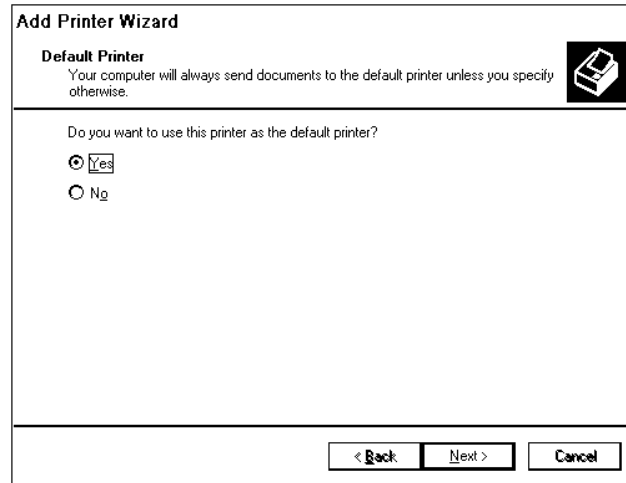 Add Printer Wizard
Default Printer
Your computer will always send documents to the default printer unless you specify
otherwise.
Do you want to use this printer as the default printer?
Yes
No
< Back
Next >
Cancel